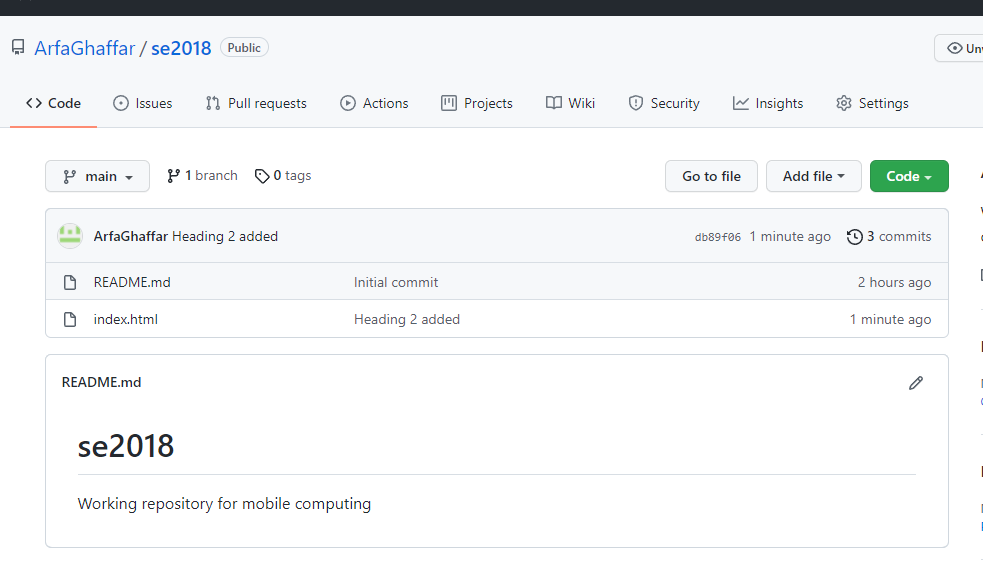 ArfaGhaffar / se2018 Public
Code Issues Pull requests Actions Projects Wiki Security Insights Settings
main 1 branch 0 tags Go to file Add file Code
ArfaGhaffar Heading 2 added db89f06 1 minute ago 3 commits
README.md Initial commit 2 hours ago
index.html Heading 2 added 1 minute ago
README.md
se2018
Working repository for mobile computing